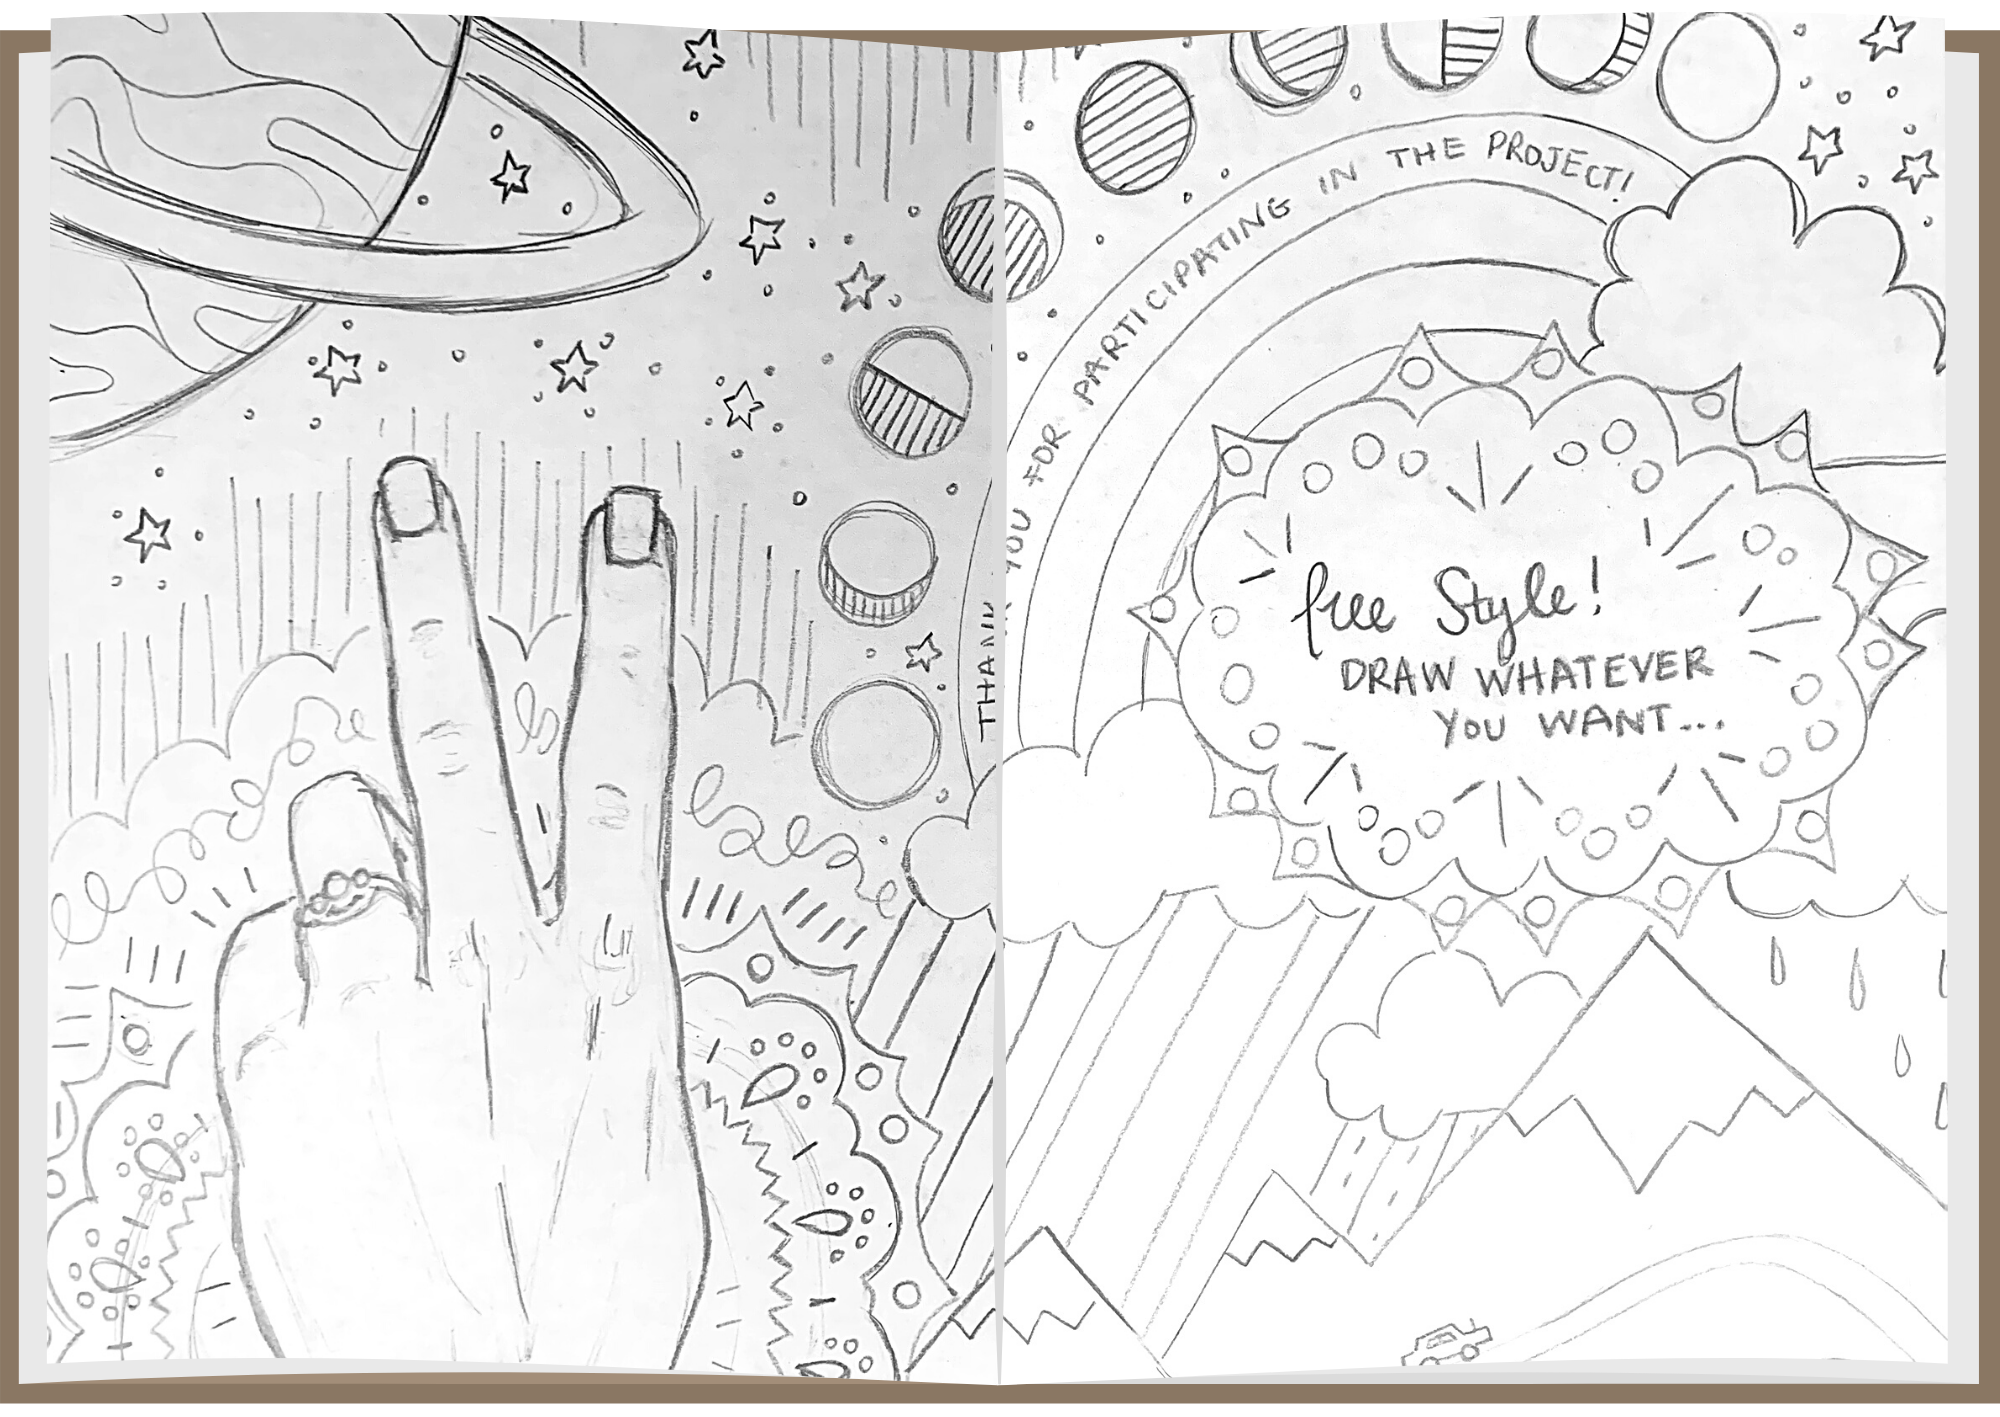 THANK YOU FOR PARTICIPATING IN THE PROJECT!
free Style!
DRAW WHATEVER
YOU WANT...